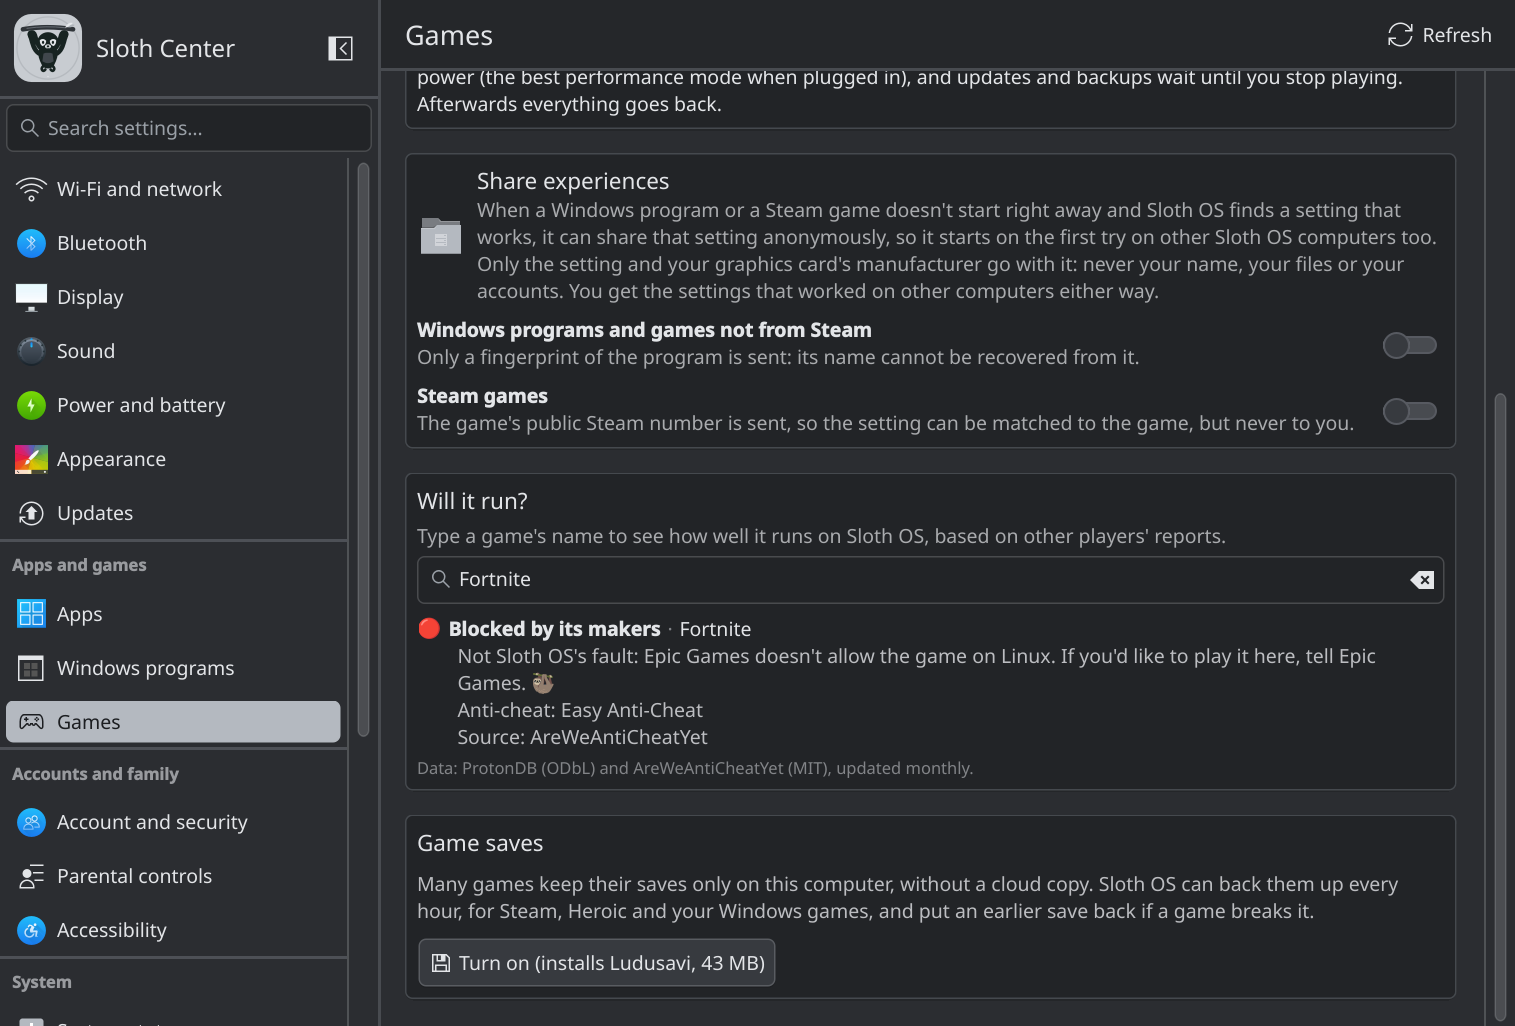 Sloth Center
Search settings...
Wi-Fi and network
Bluetooth
Display
Sound
Power and battery
Appearance
Updates
Apps and games
Apps
Windows programs
Games
Accounts and family
Account and security
Parental controls
Accessibility
System
Games
Refresh
power (the best performance mode when plugged in), and updates and backups wait until you stop playing.
Afterwards everything goes back.
Share experiences
When a Windows program or a Steam game doesn't start right away and Sloth OS finds a setting that
works, it can share that setting anonymously, so it starts on the first try on other Sloth OS computers too.
Only the setting and your graphics card's manufacturer go with it: never your name, your files or your
accounts. You get the settings that worked on other computers either way.
Windows programs and games not from Steam
Only a fingerprint of the program is sent: its name cannot be recovered from it.
Steam games
The game's public Steam number is sent, so the setting can be matched to the game, but never to you.
Will it run?
Type a game's name to see how well it runs on Sloth OS, based on other players' reports.
Fortnite
Blocked by its makers · Fortnite
Not Sloth OS's fault: Epic Games doesn't allow the game on Linux. If you'd like to play it here, tell Epic
Games. 🦥
Anti-cheat: Easy Anti-Cheat
Source: AreWeAntiCheatYet
Data: ProtonDB (ODbL) and AreWeAntiCheatYet (MIT), updated monthly.
Game saves
Many games keep their saves only on this computer, without a cloud copy. Sloth OS can back them up every
hour, for Steam, Heroic and your Windows games, and put an earlier save back if a game breaks it.
Turn on (installs Ludusavi, 43 MB)